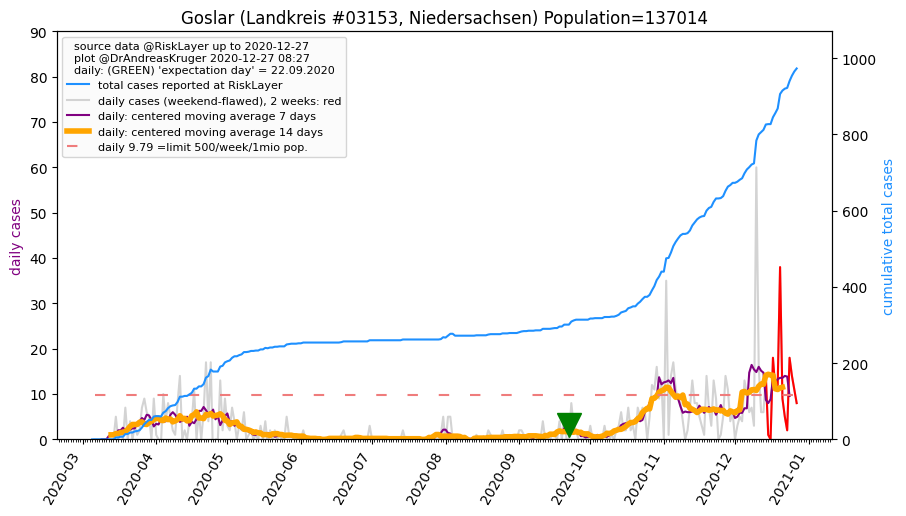 Goslar (Landkreis #03153, Niedersachsen) Population=137014
source data @RiskLayer up to 2020-12-27
plot @DrAndreasKruger 2020-12-27 08:27
daily: (GREEN) 'expectation day' = 22.09.2020
total cases reported at RiskLayer
daily cases (weekend-flawed), 2 weeks: red
daily: centered moving average 7 days
daily: centered moving average 14 days
daily 9.79 =limit 500/week/1mio pop.
daily cases
90
80
70
60
50
40
30
20
10
0
cumulative total cases
1000
800
600
400
200
0
2020-03
2020-04
2020-05
2020-06
2020-07
2020-08
2020-09
2020-10
2020-11
2020-12
2021-01